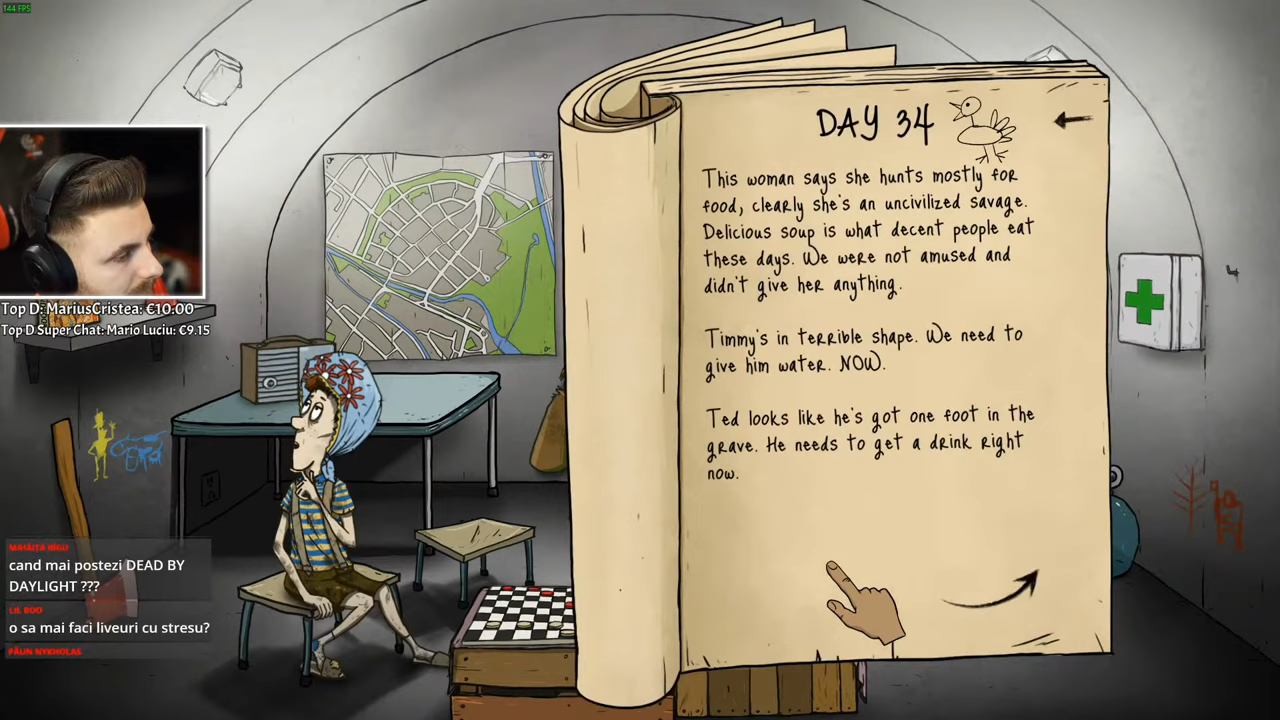 144 FPS
DAY 34
This woman says she hunts mostly for
food, clearly she's an uncivilized savage.
Delicious soup is what decent people eat
these days. We were not amused and
didn't give her anything.
Timmy's in terrible shape. We need to
give him water. NOW.
Ted looks like he's got one foot in the
grave. He needs to get a drink right
now.
Top D: MariusCristea: €10.00
Top D Super Chat: Mario Luciu: €9.15
cand mai postezi DEAD BY
DAYLIGHT ???
LIL BOO
o sa mai faci liveuri cu stresu?
PĂUN NYKHOLAS